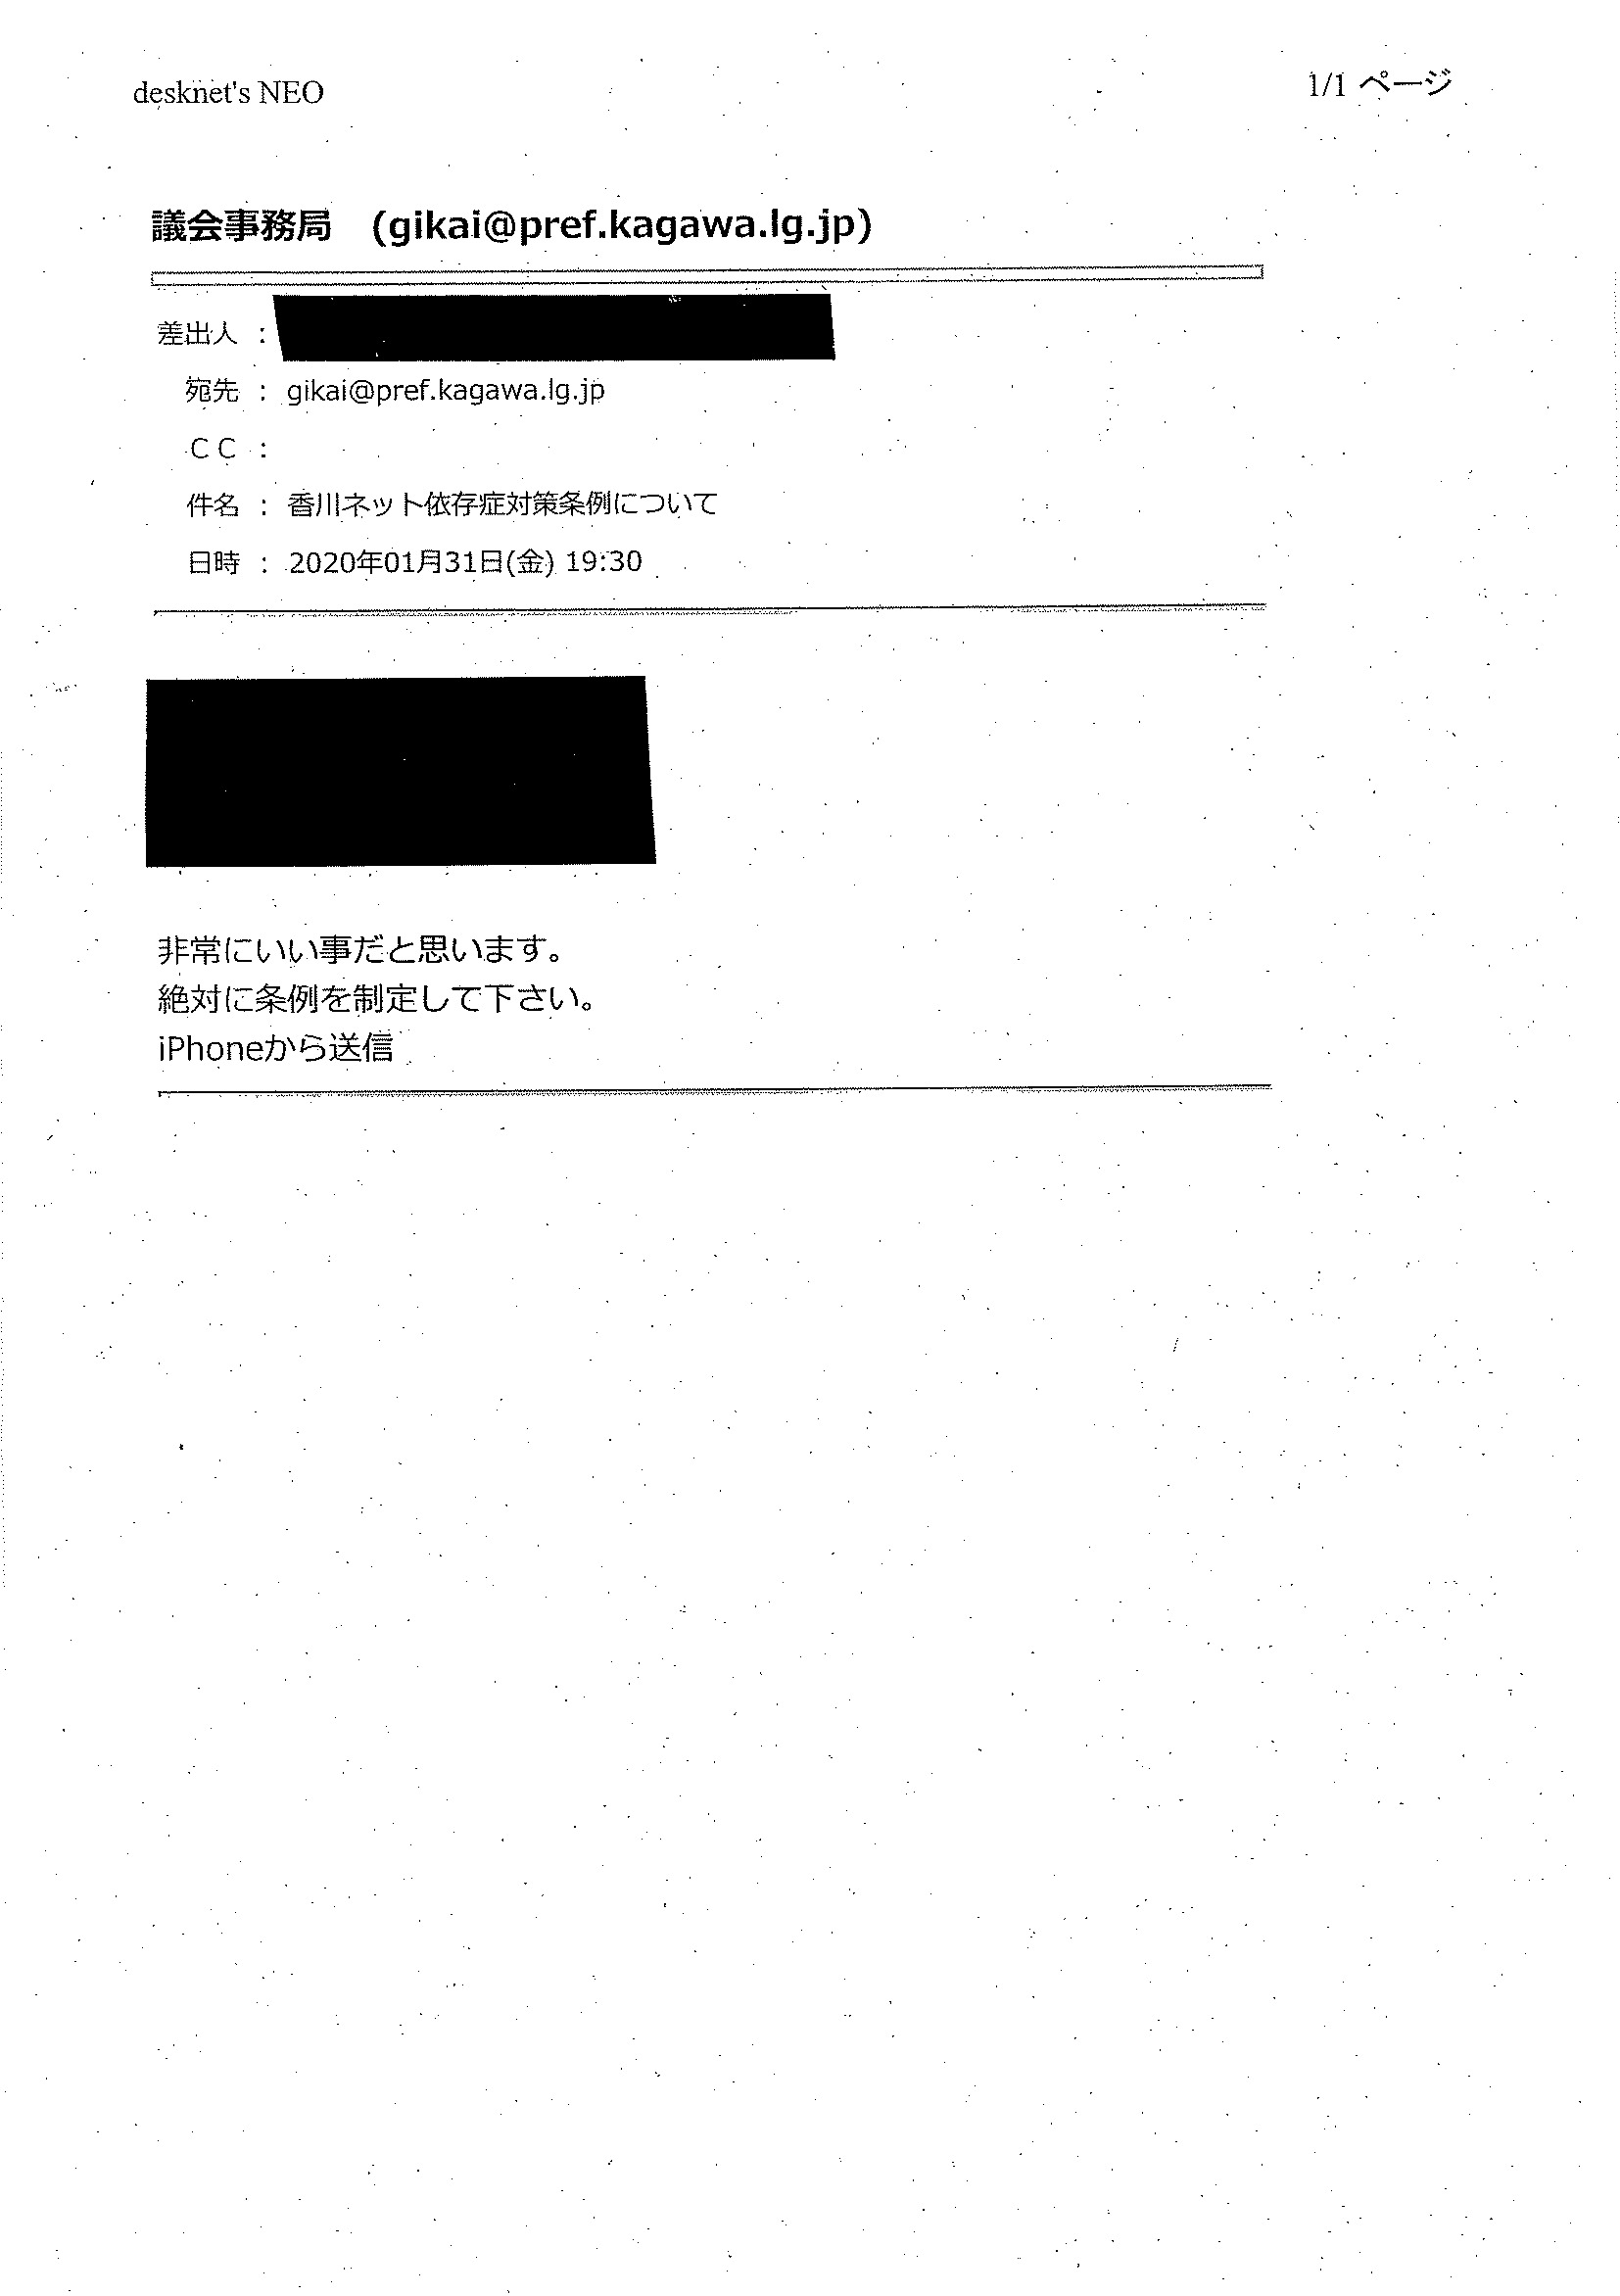 desknet's NEO
1/1 ページ
議会事務局　(gikai@pref.kagawa.lg.jp)
差出人 ：
宛先 ： gikai@pref.kagawa.lg.jp
ＣＣ ：
件名 ： 香川ネット依存症対策条例について
日時 ： 2020年01月31日(金) 19:30
非常にいい事だと思います。
絶対に条例を制定して下さい。
iPhoneから送信